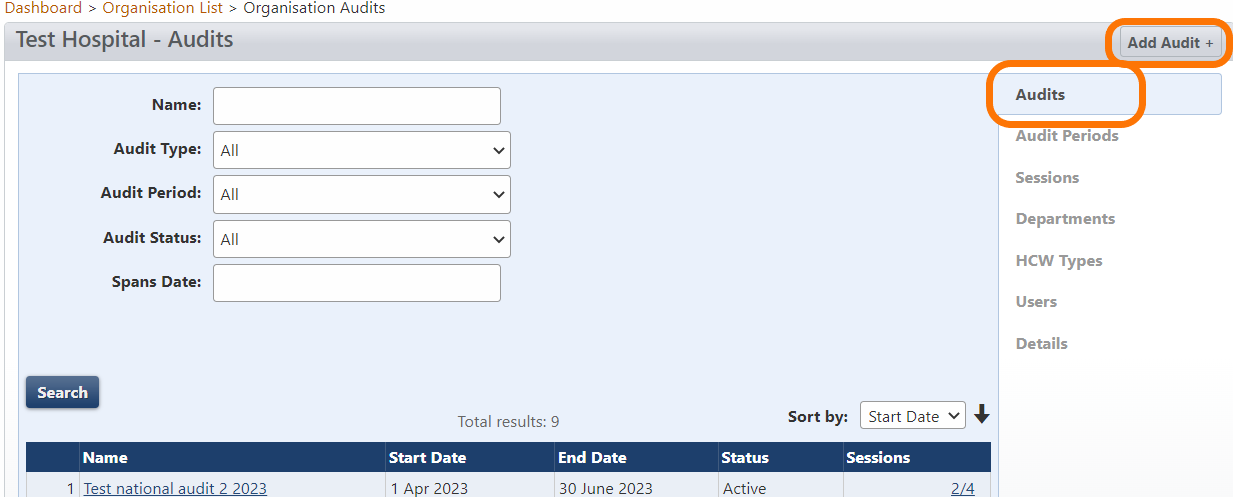 Dashboard > Organisation List > Organisation Audits
Test Hospital - Audits
Add Audit +
Name:
Audit Type: All
Audit Period: All
Audit Status: All
Spans Date:
Search
Total results: 9
Sort by: Start Date
Name Start Date End Date Status Sessions
1 Test national audit 2 2023 1 Apr 2023 30 June 2023 Active 2/4
Audits
Audit Periods
Sessions
Departments
HCW Types
Users
Details